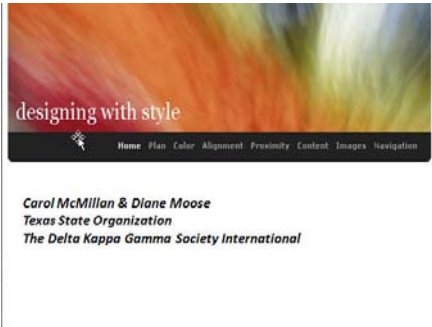 designing with style
Home Plan Color Alignment Proximity Content Images Navigation
Carol McMillan & Diane Moose
Texas State Organization
The Delta Kappa Gamma Society International